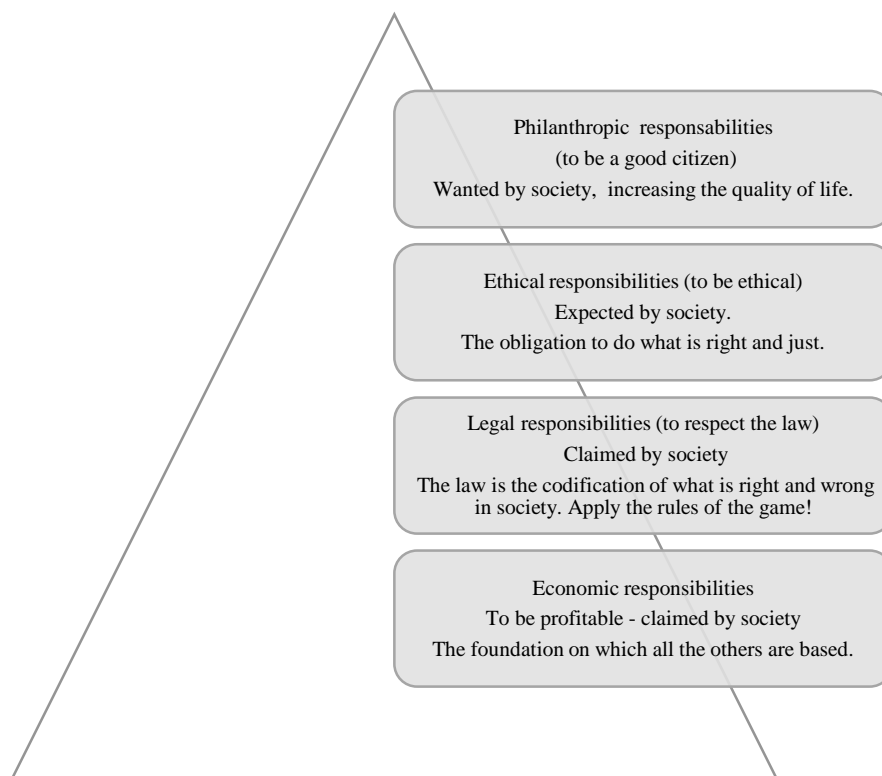 Philanthropic responsabilities
(to be a good citizen)
Wanted by society, increasing the quality of life.
Ethical responsibilities (to be ethical)
Expected by society.
The obligation to do what is right and just.
Legal responsibilities (to respect the law)
Claimed by society
The law is the codification of what is right and wrong
in society. Apply the rules of the game!
Economic responsibilities
To be profitable - claimed by society
The foundation on which all the others are based.